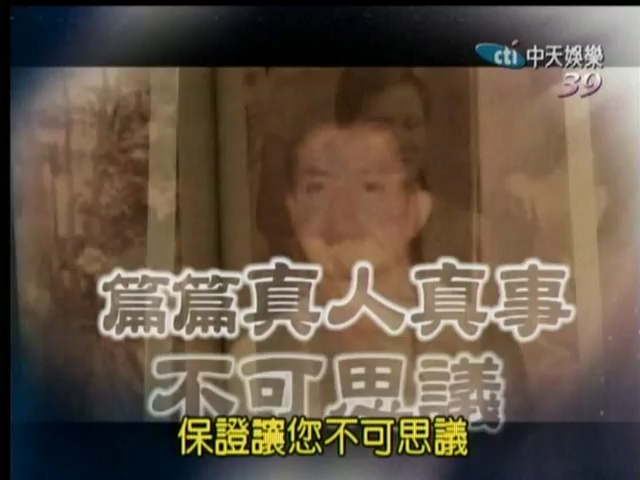 cti 中天娛樂
39
篇篇真人真事
不可思議
保證讓您不可思議